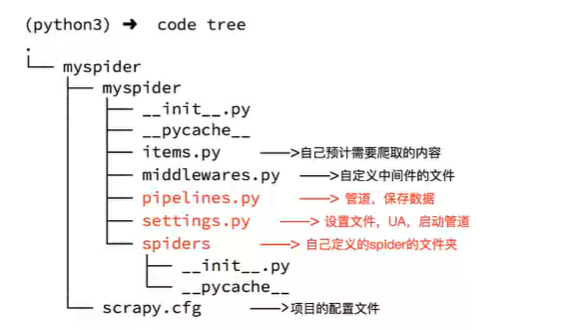 (python3) ➜ code tree
.
└── myspider
├── myspider
├── __init__.py
├── __pycache__
├── items.py ——>自己预计需要爬取的内容
├── middlewares.py ——>自定义中间件的文件
├── pipelines.py ——> 管道，保存数据
├── settings.py ——> 设置文件，UA，启动管道
└── spiders ——> 自己定义的spider的文件夹
├── __init__.py
└── __pycache__
└── scrapy.cfg ——>项目的配置文件